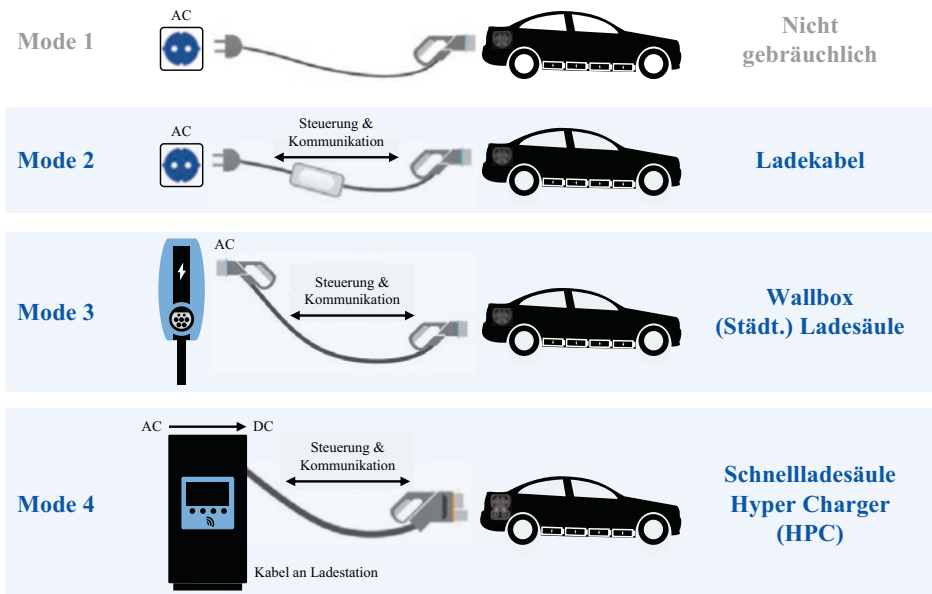 AC
Mode 1
Nicht
gebräuchlich
AC
Steuerung &
Kommunikation
Mode 2
Ladekabel
AC
Steuerung &
Kommunikation
Mode 3
Wallbox
(Städt.) Ladesäule
AC
DC
Steuerung &
Kommunikation
Mode 4
Schnellladesäule
Hyper Charger
(HPC)
Kabel an Ladestation